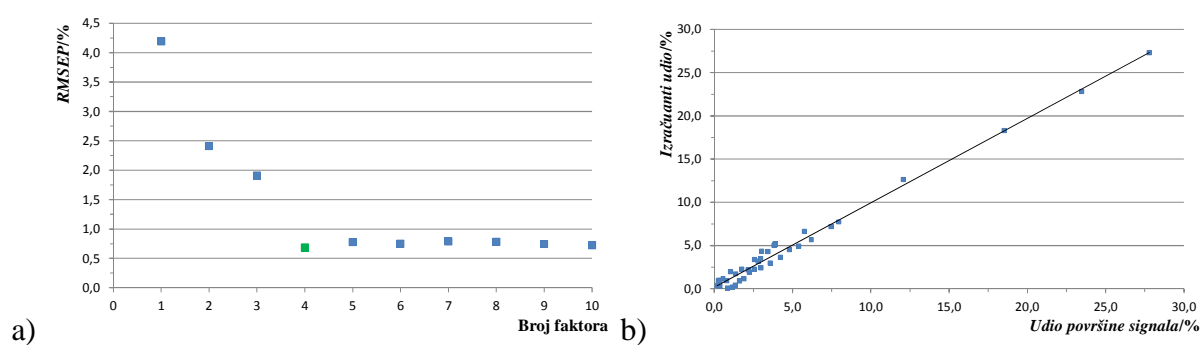 4,5
4,0
3,5
3,0
2,5
2,0
1,5
1,0
0,5
0,0
RMSEP/%
0 1 2 3 4 5 6 7 8 9 10
Broj faktora
a)
30,0
25,0
20,0
15,0
10,0
5,0
0,0
Izračuanti udio/%
0,0 5,0 10,0 15,0 20,0 25,0 30,0
Udio površine signala/%
b)